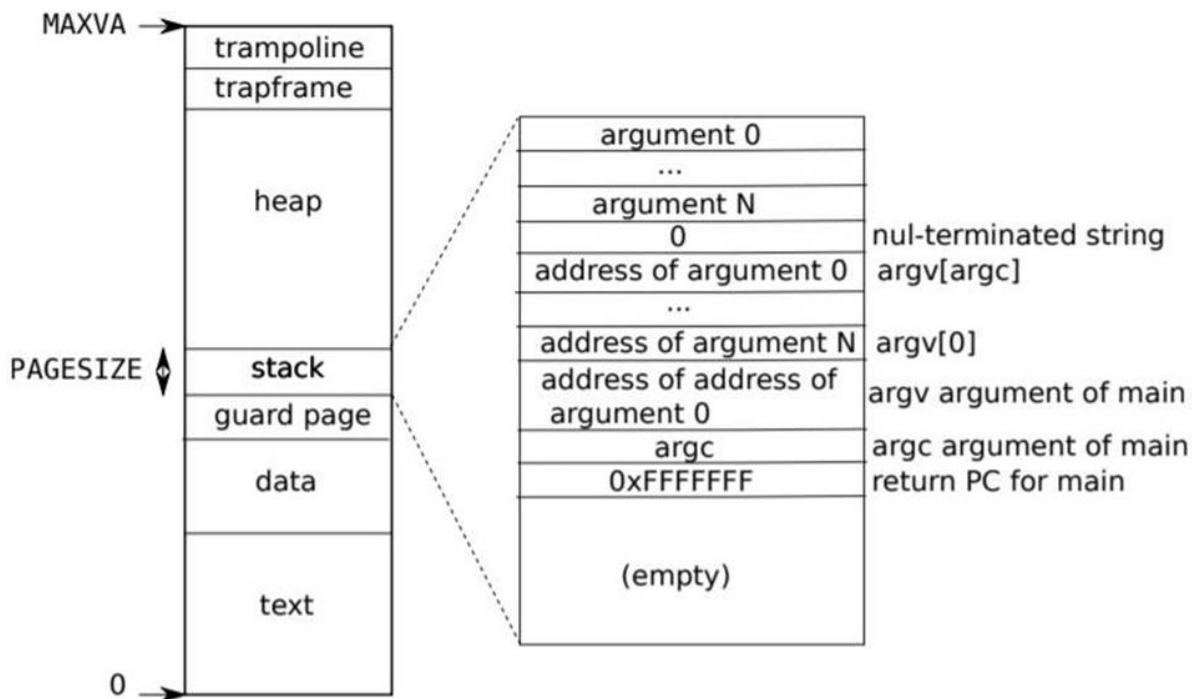 MAXVA
trampoline
trapframe
heap
PAGESIZE
stack
guard page
data
text
0
argument 0
...
argument N
0 nul-terminated string
address of argument 0 argv[argc]
...
address of argument N argv[0]
address of address of
argument 0 argv argument of main
argc argc argument of main
0xFFFFFFF return PC for main
(empty)